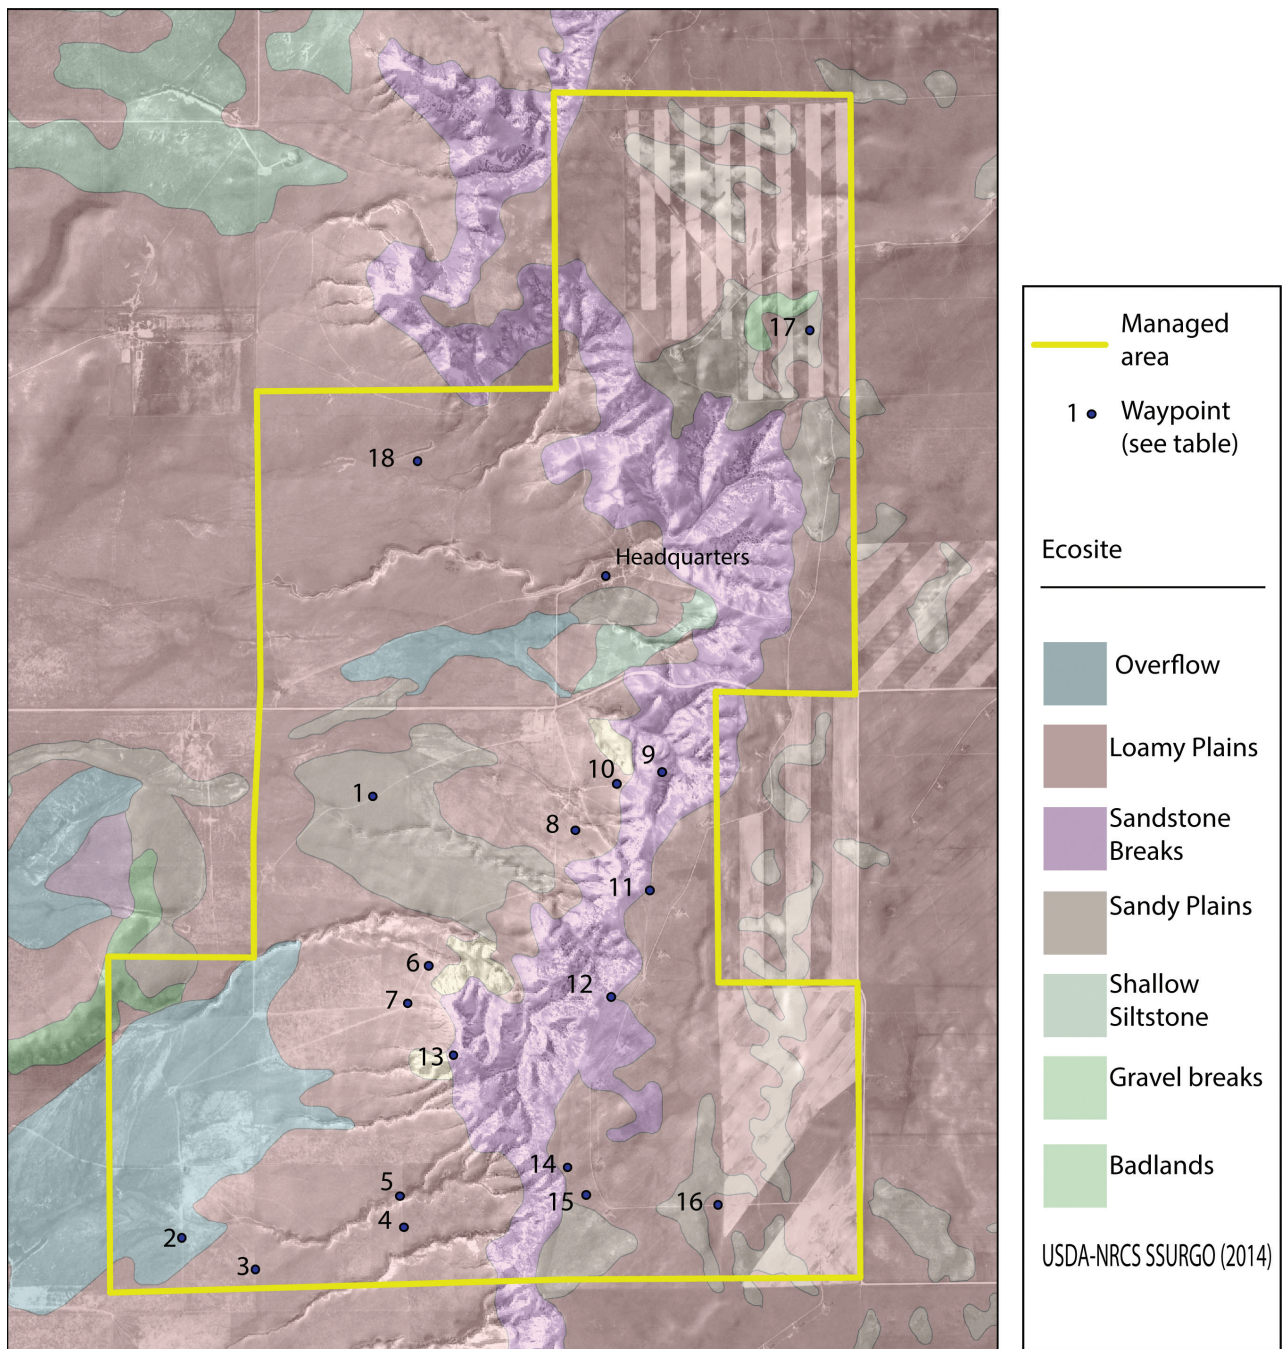 17
18
Headquarters
1
9
10
8
11
6
7
12
13
14
5
15
4
16
2
3
Managed
area
1
Waypoint
(see table)
Ecosite
Overflow
Loamy Plains
Sandstone
Breaks
Sandy Plains
Shallow
Siltstone
Gravel breaks
Badlands
USDA-NRCS SSURGO (2014)